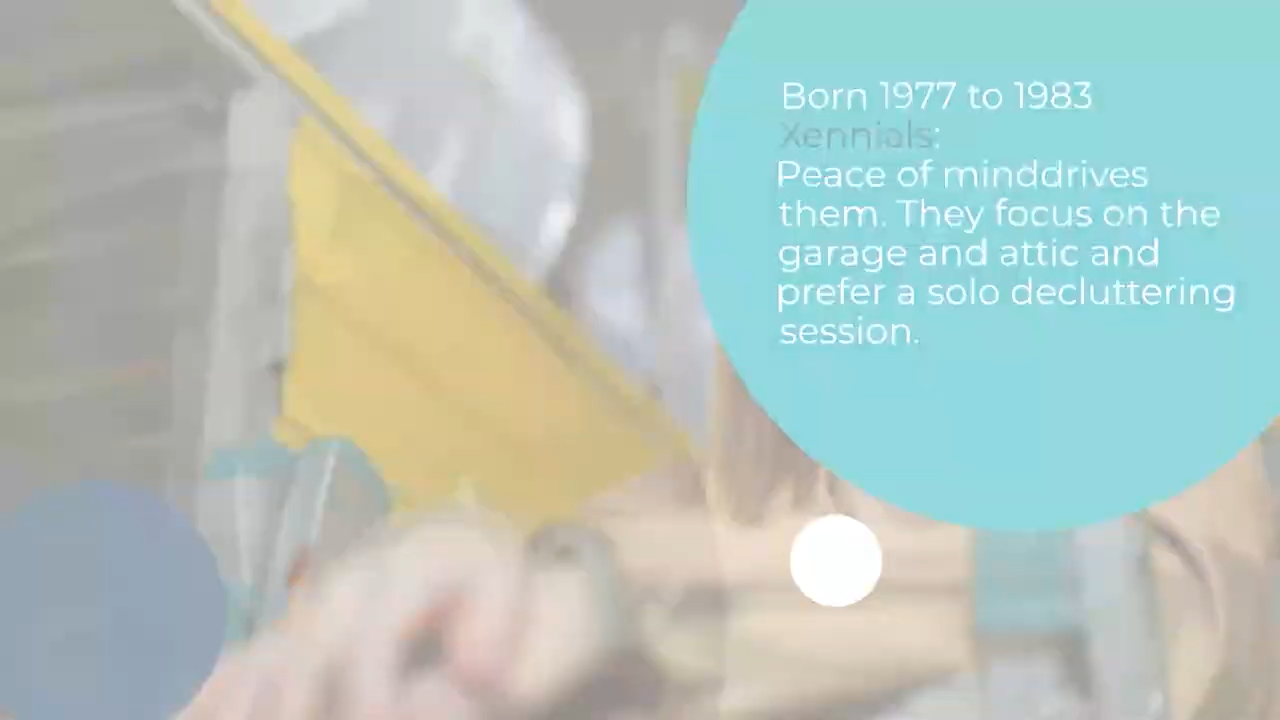 Born 1977 to 1983
Xennials:
Peace of minddrives
them. They focus on the
garage and attic and
prefer a solo decluttering
session.